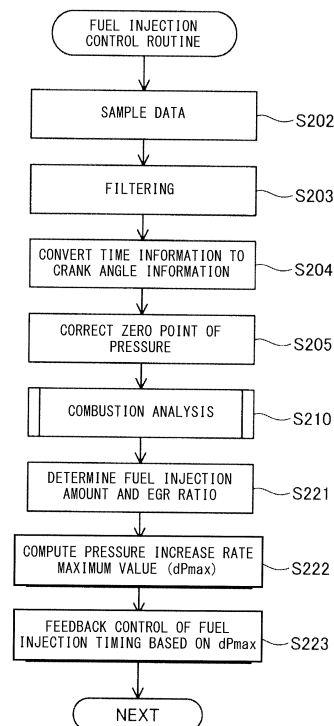 FUEL INJECTION
CONTROL ROUTINE
SAMPLE DATA
S202
FILTERING
S203
CONVERT TIME INFORMATION TO
CRANK ANGLE INFORMATION
S204
CORRECT ZERO POINT OF
PRESSURE
S205
COMBUSTION ANALYSIS
S210
DETERMINE FUEL INJECTION
AMOUNT AND EGR RATIO
S221
COMPUTE PRESSURE INCREASE RATE
MAXIMUM VALUE (dPmax)
S222
FEEDBACK CONTROL OF FUEL
INJECTION TIMING BASED ON dPmax
S223
NEXT